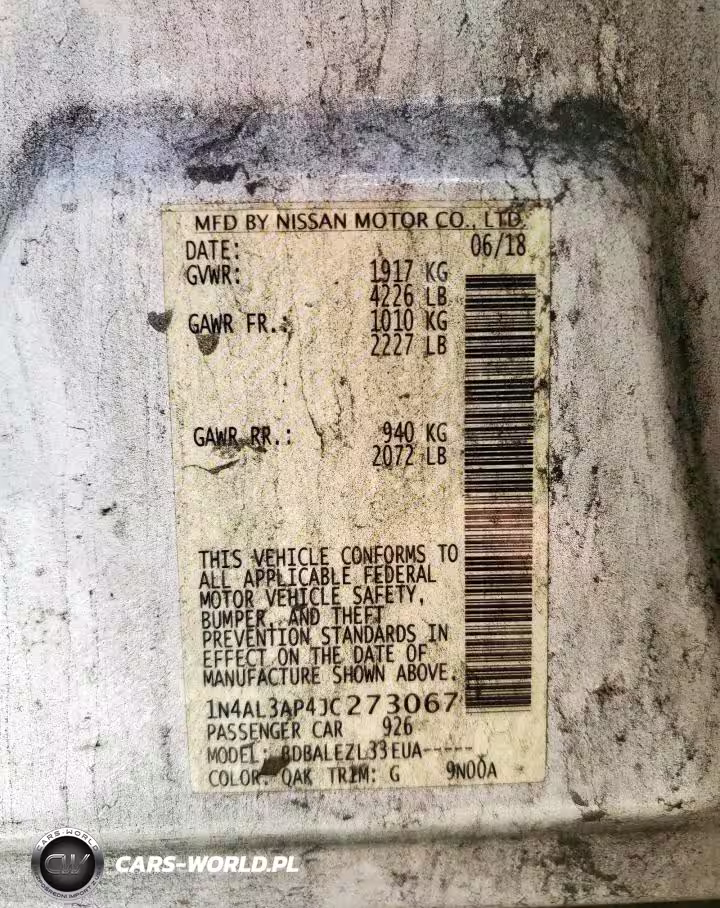 MFD BY NISSAN MOTOR CO., LTD.
DATE: 06/18
GVWR: 1917 KG
4226 LB
GAWR FR.: 1010 KG
2227 LB
GAWR RR.: 940 KG
2072 LB
THIS VEHICLE CONFORMS TO
ALL APPLICABLE FEDERAL
MOTOR VEHICLE SAFETY,
BUMPER, AND THEFT
PREVENTION STANDARDS IN
EFFECT ON THE DATE OF
MANUFACTURE SHOWN ABOVE.
1N4AL3AP4JC273067
PASSENGER CAR 926
MODEL: BDBALEZL33EUA-----
COLOR: QAK TRIM: G 9N00A
CARS-WORLD
CW
CARS-WORLD.PL